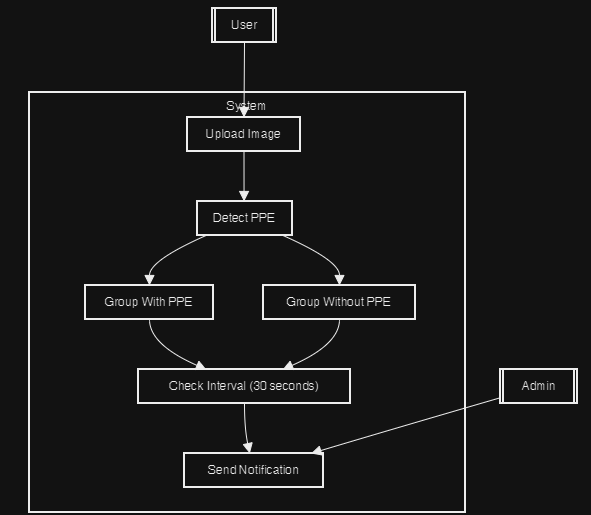 User
System
Upload Image
Detect PPE
Group With PPE
Group Without PPE
Check Interval (30 seconds)
Admin
Send Notification